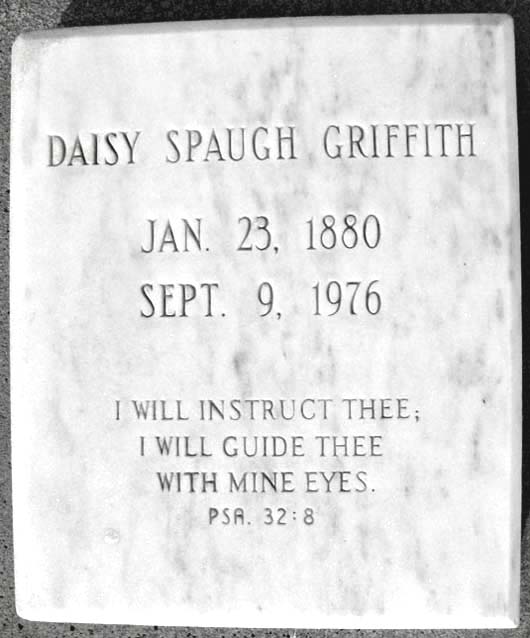 DAISY SPAUGH GRIFFITH
JAN. 23, 1880
SEPT. 9, 1976
I WILL INSTRUCT THEE;
I WILL GUIDE THEE
WITH MINE EYES.
PSA. 32:8